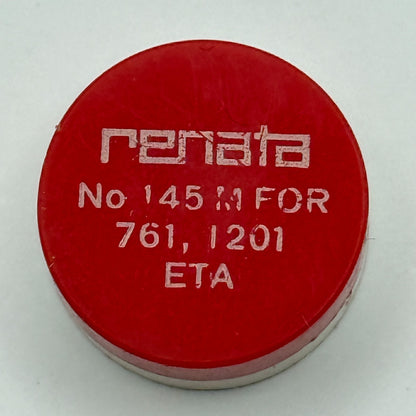 renata
No 145 M FOR
761, 1201
ETA